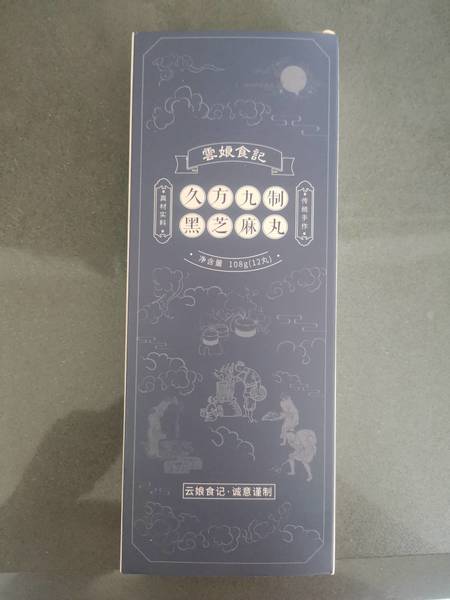 雲娘食記
真材实料
久方九制
黑芝麻丸
传统手作
净含量 108g(12丸)
云娘食记·诚意谨制